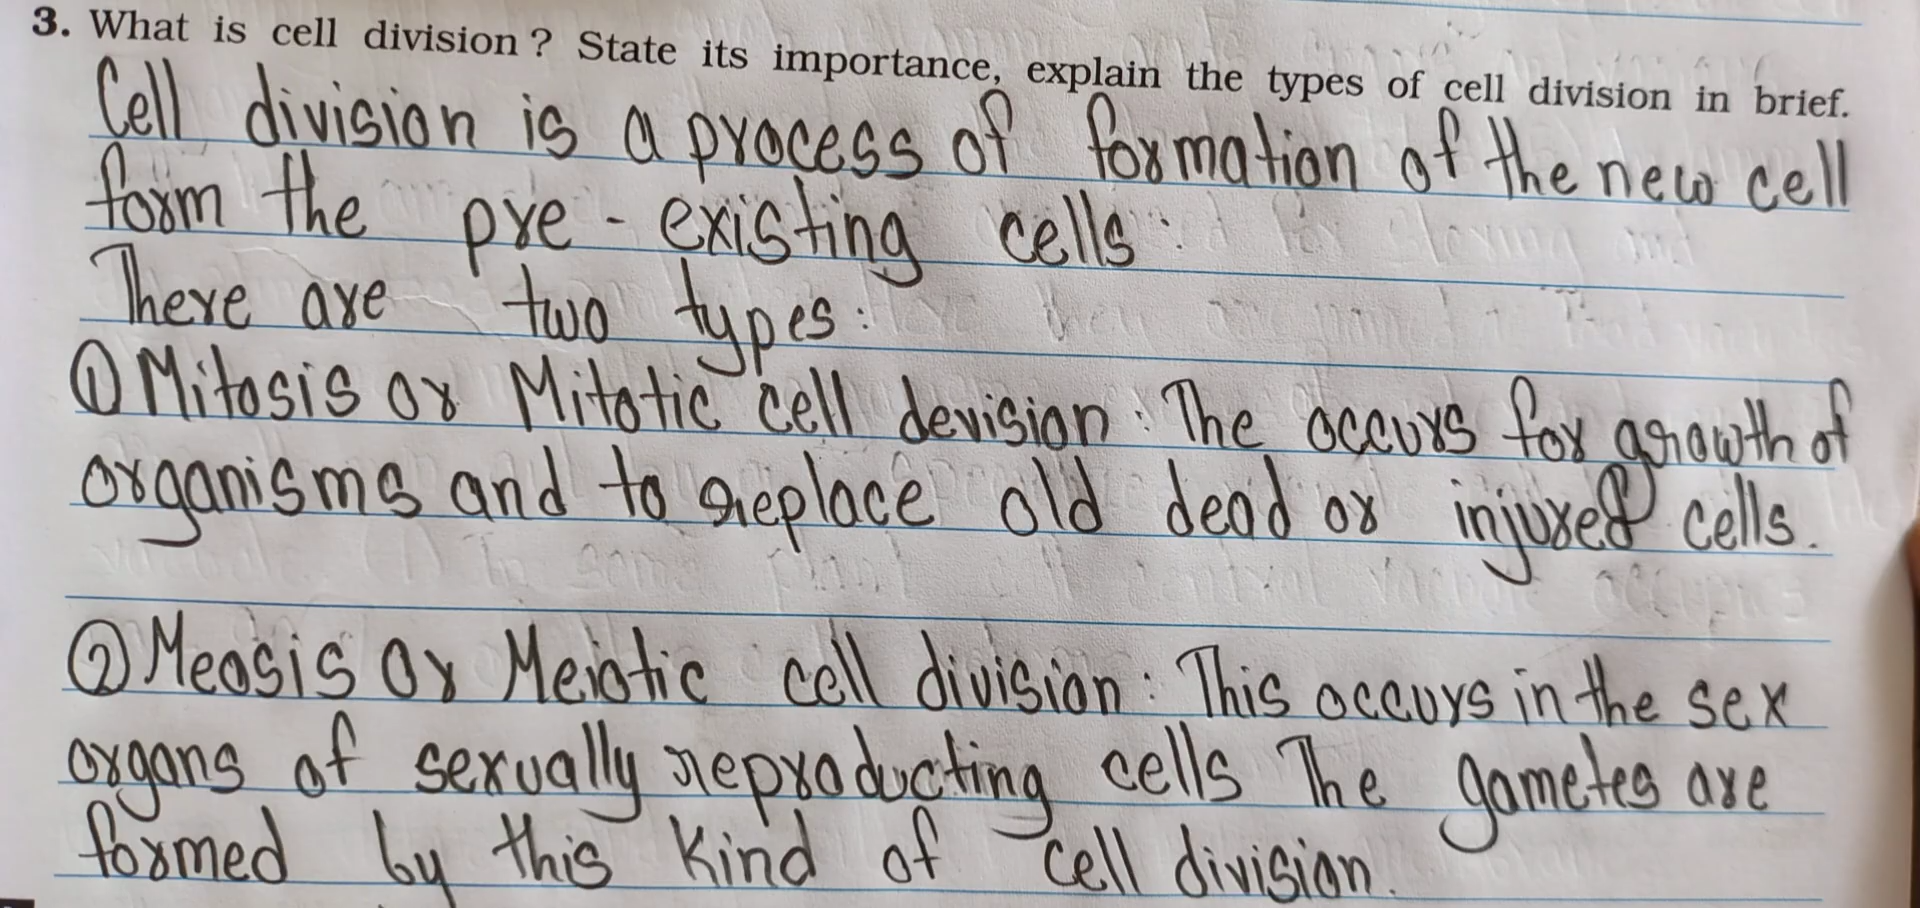 3. What is cell division? State its importance, explain the types of cell division in brief.
Cell division is a process of formation of the new cell
form the pre-existing cells.
There are two types:
① Mitosis or Mitotic cell devision: The occurs for growth of
organisms and to replace old dead or injured cells.
② Meosis or Meiotic cell division: This occurs in the sex
organs of sexually reproducting cells The gametes are
formed by this kind of cell division.